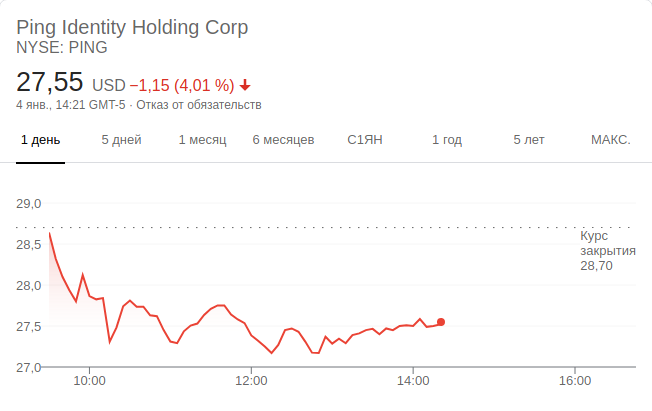 Ping Identity Holding Corp
NYSE: PING
27,55 USD −1,15 (4,01 %)
4 янв., 14:21 GMT-5 · Отказ от обязательств
1 день 5 дней 1 месяц 6 месяцев С1ЯН 1 год 5 лет МАКС.
29,0
Курс
28,5
закрытия
28,70
28,0
27,5
27,0
10:00 12:00 14:00 16:00